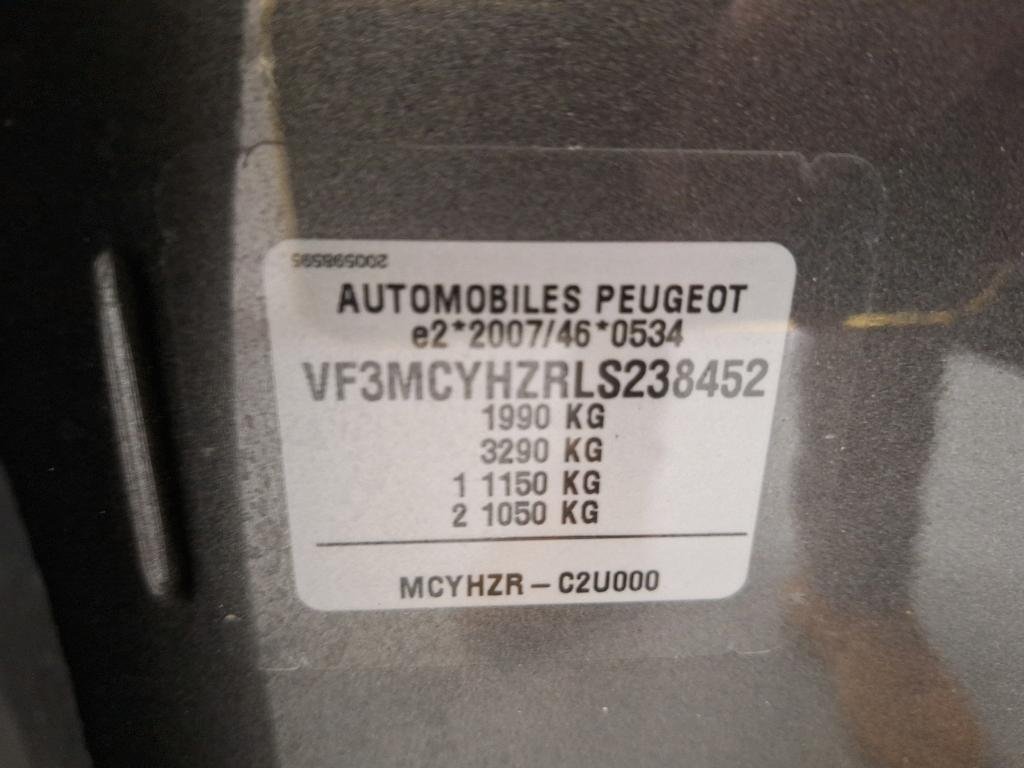 200598595
AUTOMOBILES PEUGEOT
e2*2007/46*0534
VF3MCYHZRLS238452
1990 KG
3290 KG
1 1150 KG
2 1050 KG
MCYHZR – C2U000